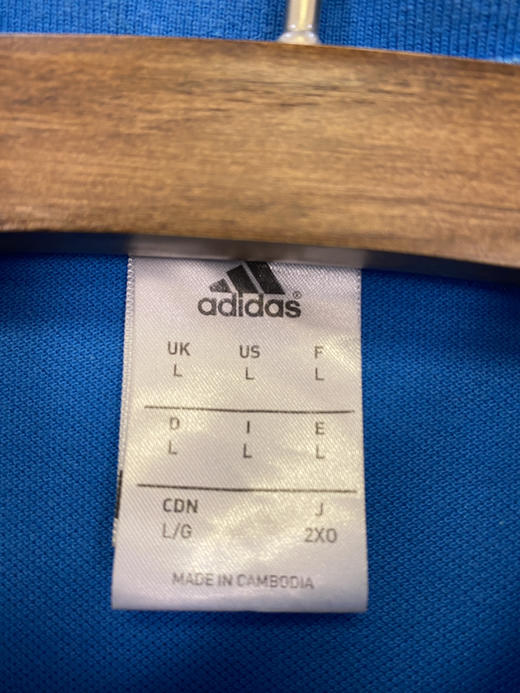 adidas®
UK US F
L L L
D I E
L L L
CDN J
L/G 2XO
MADE IN CAMBODIA